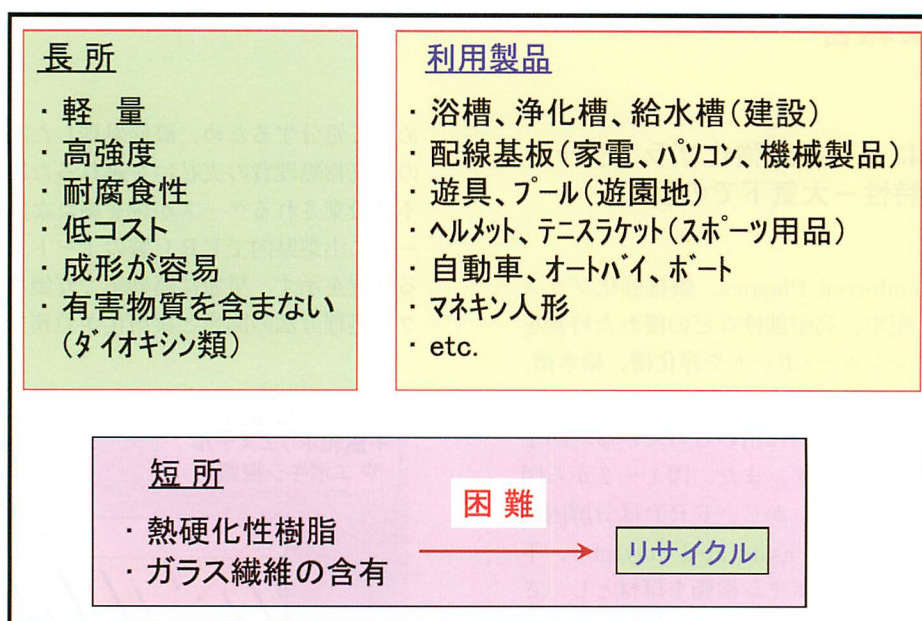 長 所
・軽 量
・高強度
・耐腐食性
・低コスト
・成形が容易
・有害物質を含まない
(ダイオキシン類)
利用製品
・浴槽、浄化槽、給水槽(建設)
・配線基板(家電、パソコン、機械製品)
・遊具、プール(遊園地)
・ヘルメット、テニスラケット(スポーツ用品)
・自動車、オートバイ、ボート
・マネキン人形
・etc.
短 所
・熱硬化性樹脂
・ガラス繊維の含有
困 難
リサイクル